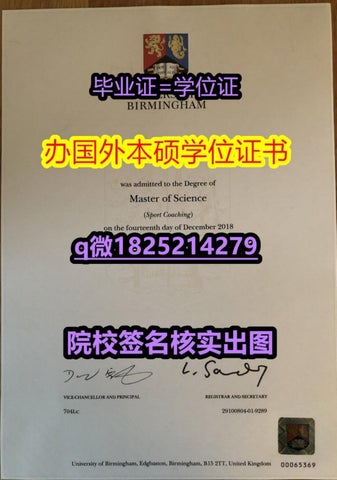 毕业证=学位证
BIRMINGHAM
办国外本硕学位证书
was admitted to the Degree of
Master of Science
(Sport Coaching)
on the fourteenth day of December 2018
q微1825214279
院校签名核实出图
VICE-CHANCELLOR AND PRINCIPAL
REGISTRAR AND SECRETARY
704Lc.
29100804-01-9289
University of Birmingham, Edgbaston, Birmingham, B15 2TT, United Kingdom
00065369